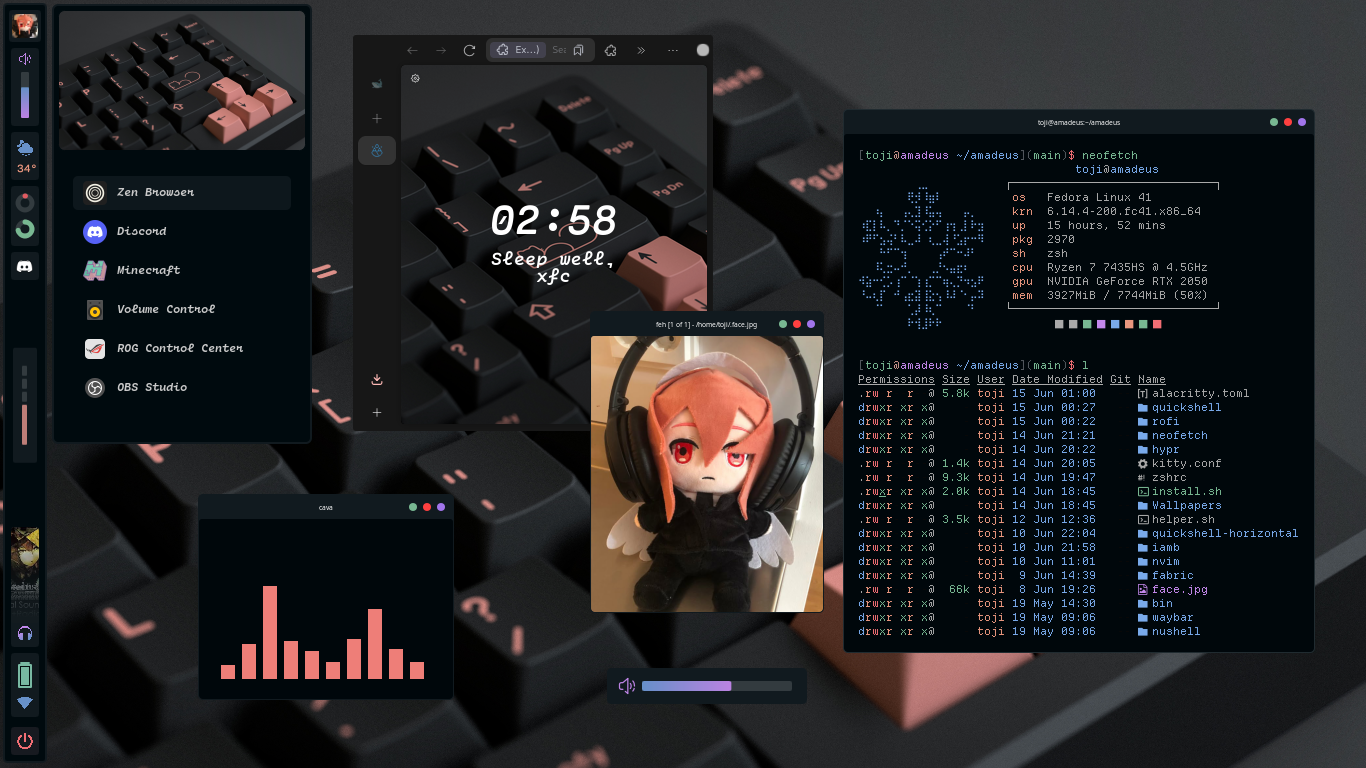 34°
Zen Browser
Discord
Minecraft
Volume Control
ROG Control Center
OBS Studio
Ex...)
Delete
PgUp
PgDn
02:58
Sleep well,
xfc
feh [1 of 1] - /home/toji/.face.jpg
cava
toji@amadeus:~/amadeus
[toji@amadeus ~/amadeus](main)$ neofetch
toji@amadeus
os Fedora Linux 41
krn 6.14.4-200.fc41.x86_64
up 15 hours, 52 mins
pkg 2970
sh zsh
cpu Ryzen 7 7435HS @ 4.5GHz
gpu NVIDIA GeForce RTX 2050
mem 3927MiB / 7744MiB (50%)
[toji@amadeus ~/amadeus](main)$ l
Permissions Size User Date Modified Git Name
.rw r  r  @ 5.8k toji 15 Jun 01:00 alacritty.toml
drwxr xr x@ toji 15 Jun 00:27 quickshell
drwxr xr x@ toji 15 Jun 00:22 rofi
drwxr xr x@ toji 14 Jun 21:21 neofetch
drwxr xr x@ toji 14 Jun 20:22 hypr
.rw r  r  @ 1.4k toji 14 Jun 20:05 kitty.conf
.rw r  r  @ 9.3k toji 14 Jun 19:47 zshrc
.rwxr xr x@ 2.0k toji 14 Jun 18:45 install.sh
drwxr xr x@ toji 14 Jun 18:45 Wallpapers
.rw r  r  @ 3.5k toji 12 Jun 12:36 helper.sh
drwxr xr x@ toji 10 Jun 22:04 quickshell-horizontal
drwxr xr x@ toji 10 Jun 21:58 iamb
drwxr xr x@ toji 10 Jun 11:01 nvim
drwxr xr x@ toji 9 Jun 14:39 fabric
.rw r  r  @ 66k toji 8 Jun 19:26 face.jpg
drwxr xr x@ toji 19 May 14:30 bin
drwxr xr x@ toji 19 May 09:06 waybar
drwxr xr x@ toji 19 May 09:06 nushell